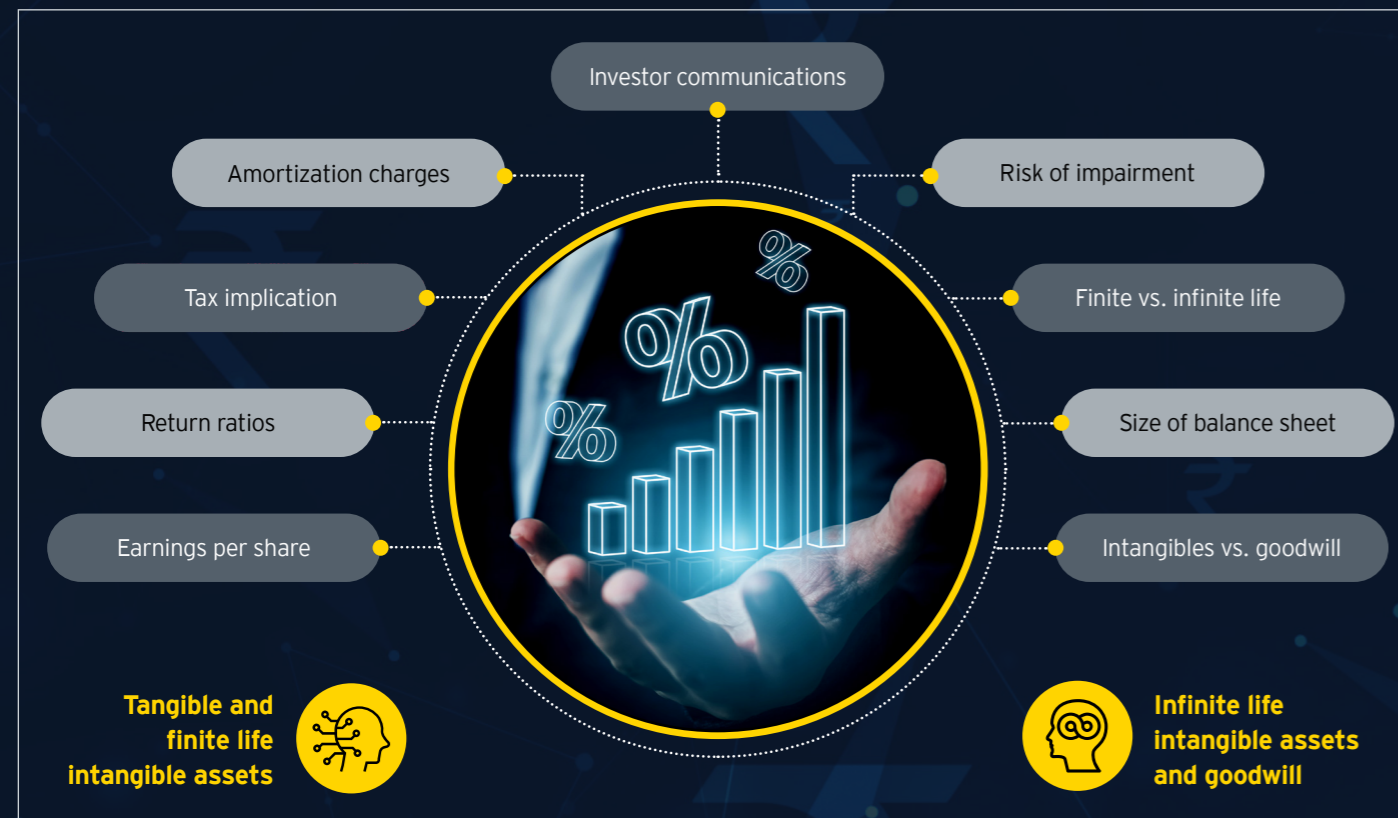 Investor communications
Amortization charges
Risk of impairment
Tax implication
Finite vs. infinite life
Return ratios
Size of balance sheet
Earnings per share
Intangibles vs. goodwill
%
%
%
Tangible and
finite life
intangible assets
Infinite life
intangible assets
and goodwill